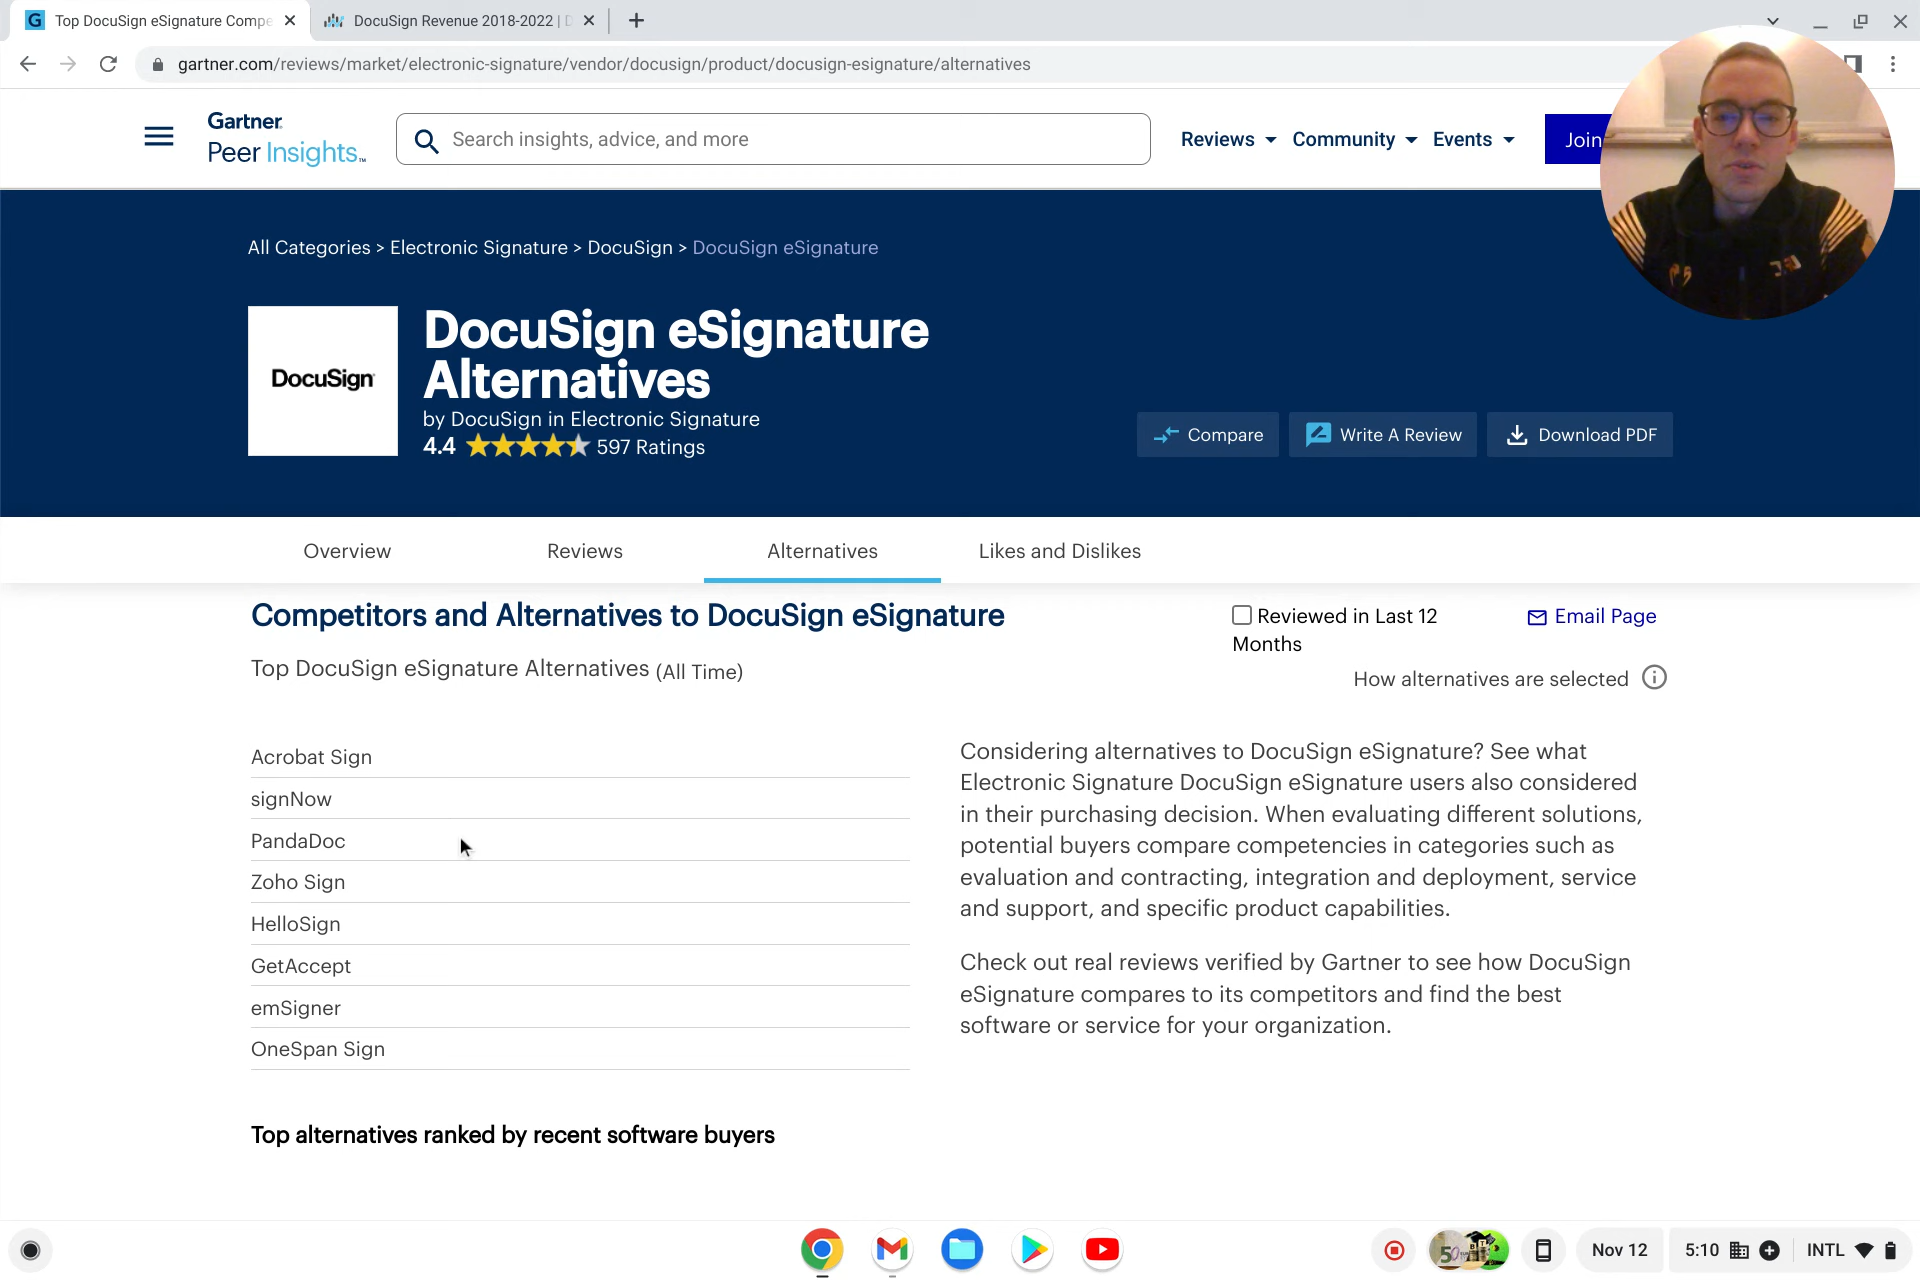 Top DocuSign eSignature Compe
DocuSign Revenue 2018-2022 | D
gartner.com/reviews/market/electronic-signature/vendor/docusign/product/docusign-esignature/alternatives
Gartner
Peer Insights™
Search insights, advice, and more
Reviews
Community
Events
Join
All Categories > Electronic Signature > DocuSign > DocuSign eSignature
DocuSign
DocuSign eSignature
Alternatives
by DocuSign in Electronic Signature
4.4
597 Ratings
Compare
Write A Review
Download PDF
Overview
Reviews
Alternatives
Likes and Dislikes
Competitors and Alternatives to DocuSign eSignature
Reviewed in Last 12
Months
Email Page
Top DocuSign eSignature Alternatives (All Time)
How alternatives are selected
Acrobat Sign
signNow
PandaDoc
Zoho Sign
HelloSign
GetAccept
emSigner
OneSpan Sign
Considering alternatives to DocuSign eSignature? See what
Electronic Signature DocuSign eSignature users also considered
in their purchasing decision. When evaluating different solutions,
potential buyers compare competencies in categories such as
evaluation and contracting, integration and deployment, service
and support, and specific product capabilities.
Check out real reviews verified by Gartner to see how DocuSign
eSignature compares to its competitors and find the best
software or service for your organization.
Top alternatives ranked by recent software buyers
50
Nov 12
5:10
INTL